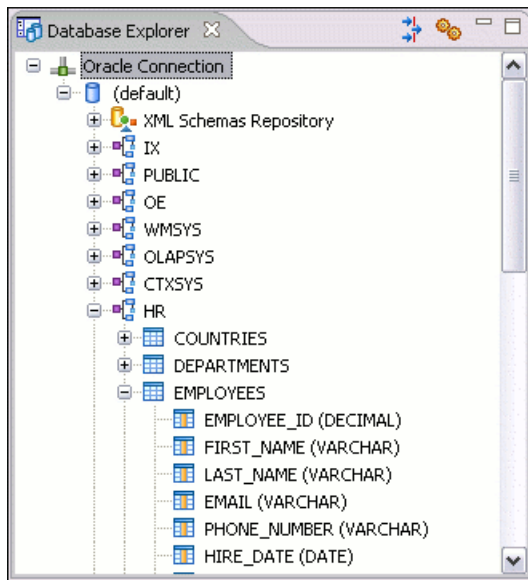 Database Explorer
Oracle Connection
(default)
XML Schemas Repository
IX
PUBLIC
OE
WMSYS
OLAPSYS
CTXSYS
HR
COUNTRIES
DEPARTMENTS
EMPLOYEES
EMPLOYEE_ID (DECIMAL)
FIRST_NAME (VARCHAR)
LAST_NAME (VARCHAR)
EMAIL (VARCHAR)
PHONE_NUMBER (VARCHAR)
HIRE_DATE (DATE)